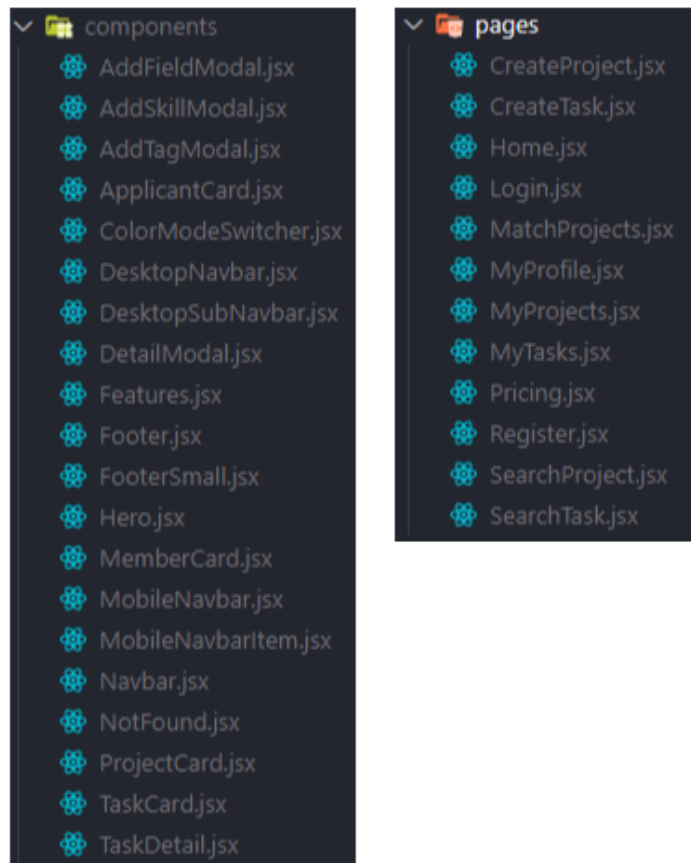 components
AddFieldModal.jsx
AddSkillModal.jsx
AddTagModal.jsx
ApplicantCard.jsx
ColorModeSwitcher.jsx
DesktopNavbar.jsx
DesktopSubNavbar.jsx
DetailModal.jsx
Features.jsx
Footer.jsx
FooterSmall.jsx
Hero.jsx
MemberCard.jsx
MobileNavbar.jsx
MobileNavbarItem.jsx
Navbar.jsx
NotFound.jsx
ProjectCard.jsx
TaskCard.jsx
TaskDetail.jsx
pages
CreateProject.jsx
CreateTask.jsx
Home.jsx
Login.jsx
MatchProjects.jsx
MyProfile.jsx
MyProjects.jsx
MyTasks.jsx
Pricing.jsx
Register.jsx
SearchProject.jsx
SearchTask.jsx